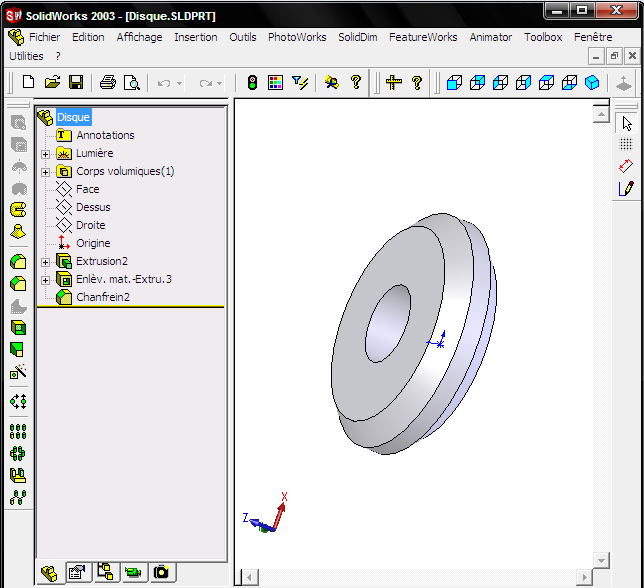 SW SolidWorks 2003 - [Disque.SLDPRT]
Fichier Edition Affichage Insertion Outils PhotoWorks SolidDim FeatureWorks Animator Toolbox Fenêtre
Utilities ?
Disque
Annotations
Lumière
Corps volumiques(1)
Face
Dessus
Droite
Origine
Extrusion2
Enlèv. mat.-Extru.3
Chanfrein2
X
Z